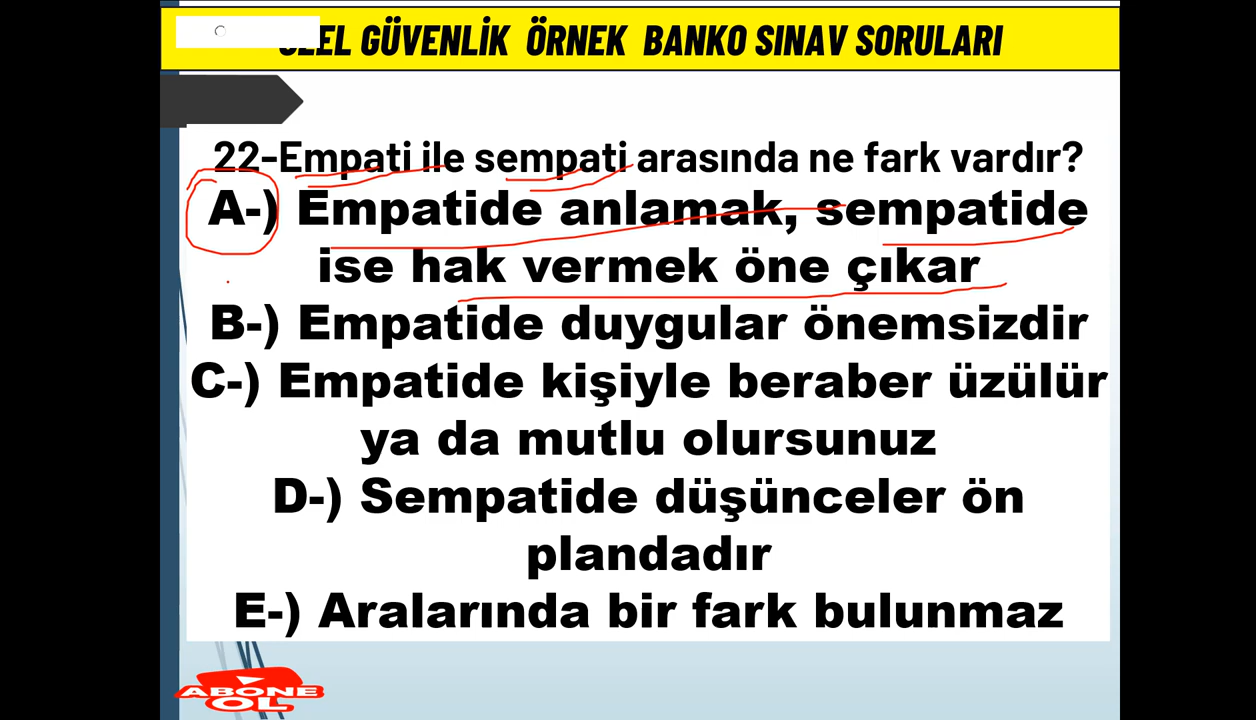 ÖZEL GÜVENLİK ÖRNEK BANKO SINAV SORULARI
22-Empati ile sempati arasında ne fark vardır?
A-) Empatide anlamak, sempatide
ise hak vermek öne çıkar
B-) Empatide duygular önemsizdir
C-) Empatide kişiyle beraber üzülür
ya da mutlu olursunuz
D-) Sempatide düşünceler ön
plandadır
E-) Aralarında bir fark bulunmaz
ABONE
OL